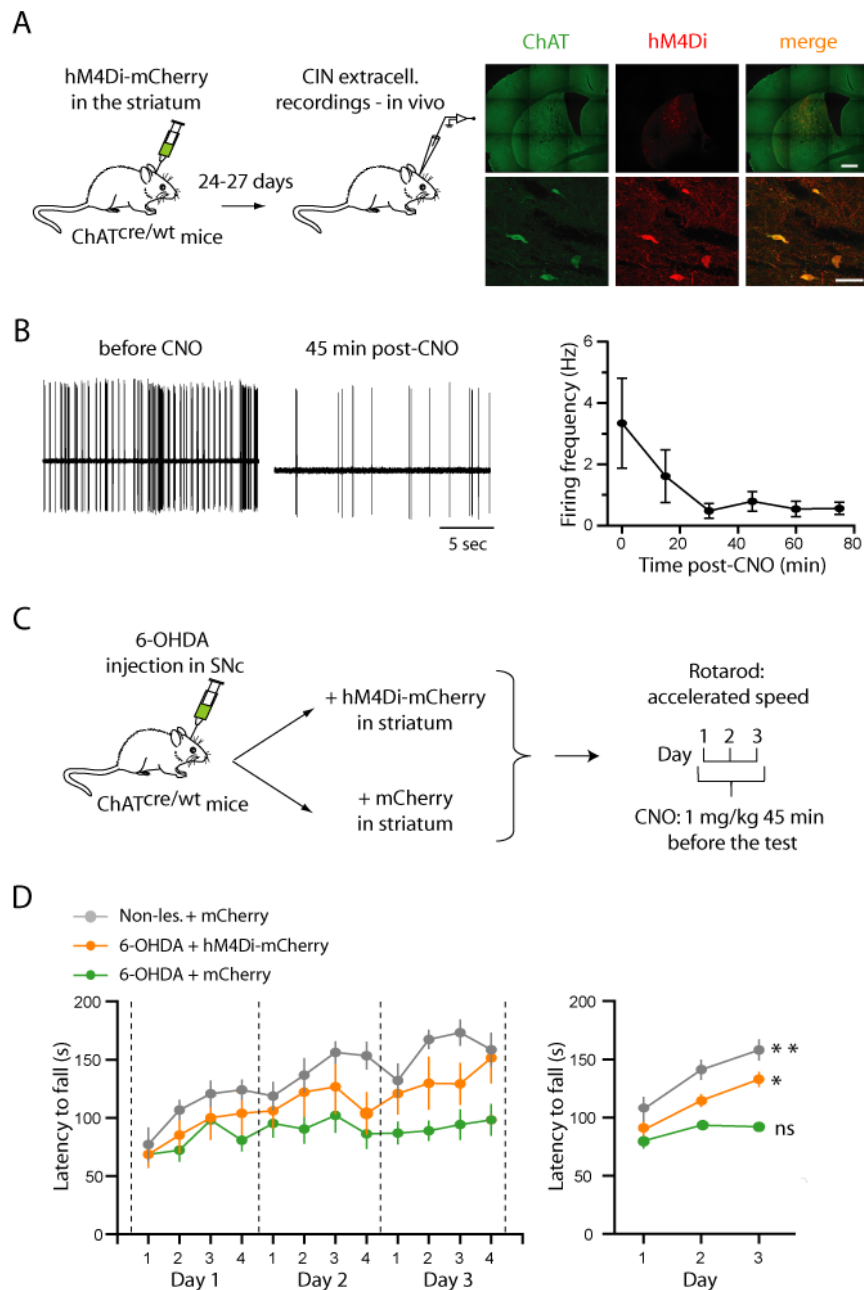 A
hM4Di-mCherry
in the striatum
CIN extracell.
recordings - in vivo
24-27 days
ChATcre/wt mice
ChAT
hM4Di
merge
B
before CNO
45 min post-CNO
5 sec
Firing frequency (Hz)
6
4
2
0
0
20
40
60
80
Time post-CNO (min)
C
6-OHDA
injection in SNc
ChATcre/wt mice
+ hM4Di-mCherry
in striatum
+ mCherry
in striatum
Rotarod:
accelerated speed
Day 1 2 3
CNO: 1 mg/kg 45 min
before the test
D
Non-les. + mCherry
6-OHDA + hM4Di-mCherry
6-OHDA + mCherry
Latency to fall (s)
200
150
100
50
0
1 2 3 4 1 2 3 4 1 2 3 4
Day 1 Day 2 Day 3
Latency to fall (s)
200
150
100
50
0
* *
*
ns
1 2 3
Day